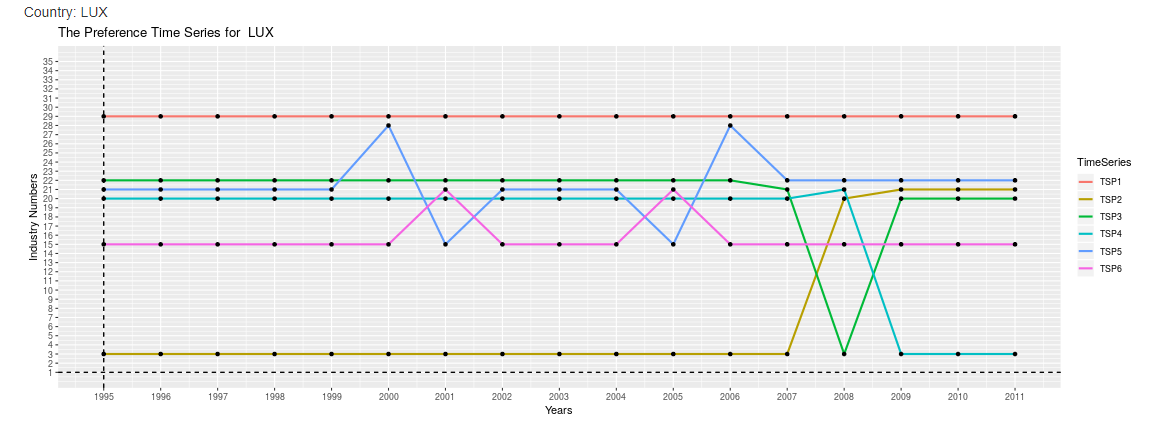 Country: LUX
The Preference Time Series for LUX
Industry Numbers
35
34
33
32
31
30
29
28
27
26
25
24
23
22
21
20
19
18
17
16
15
14
13
12
11
10
9
8
7
6
5
4
3
2
1
1995 1996 1997 1998 1999 2000 2001 2002 2003 2004 2005 2006 2007 2008 2009 2010 2011
Years
TimeSeries
TSP1
TSP2
TSP3
TSP4
TSP5
TSP6